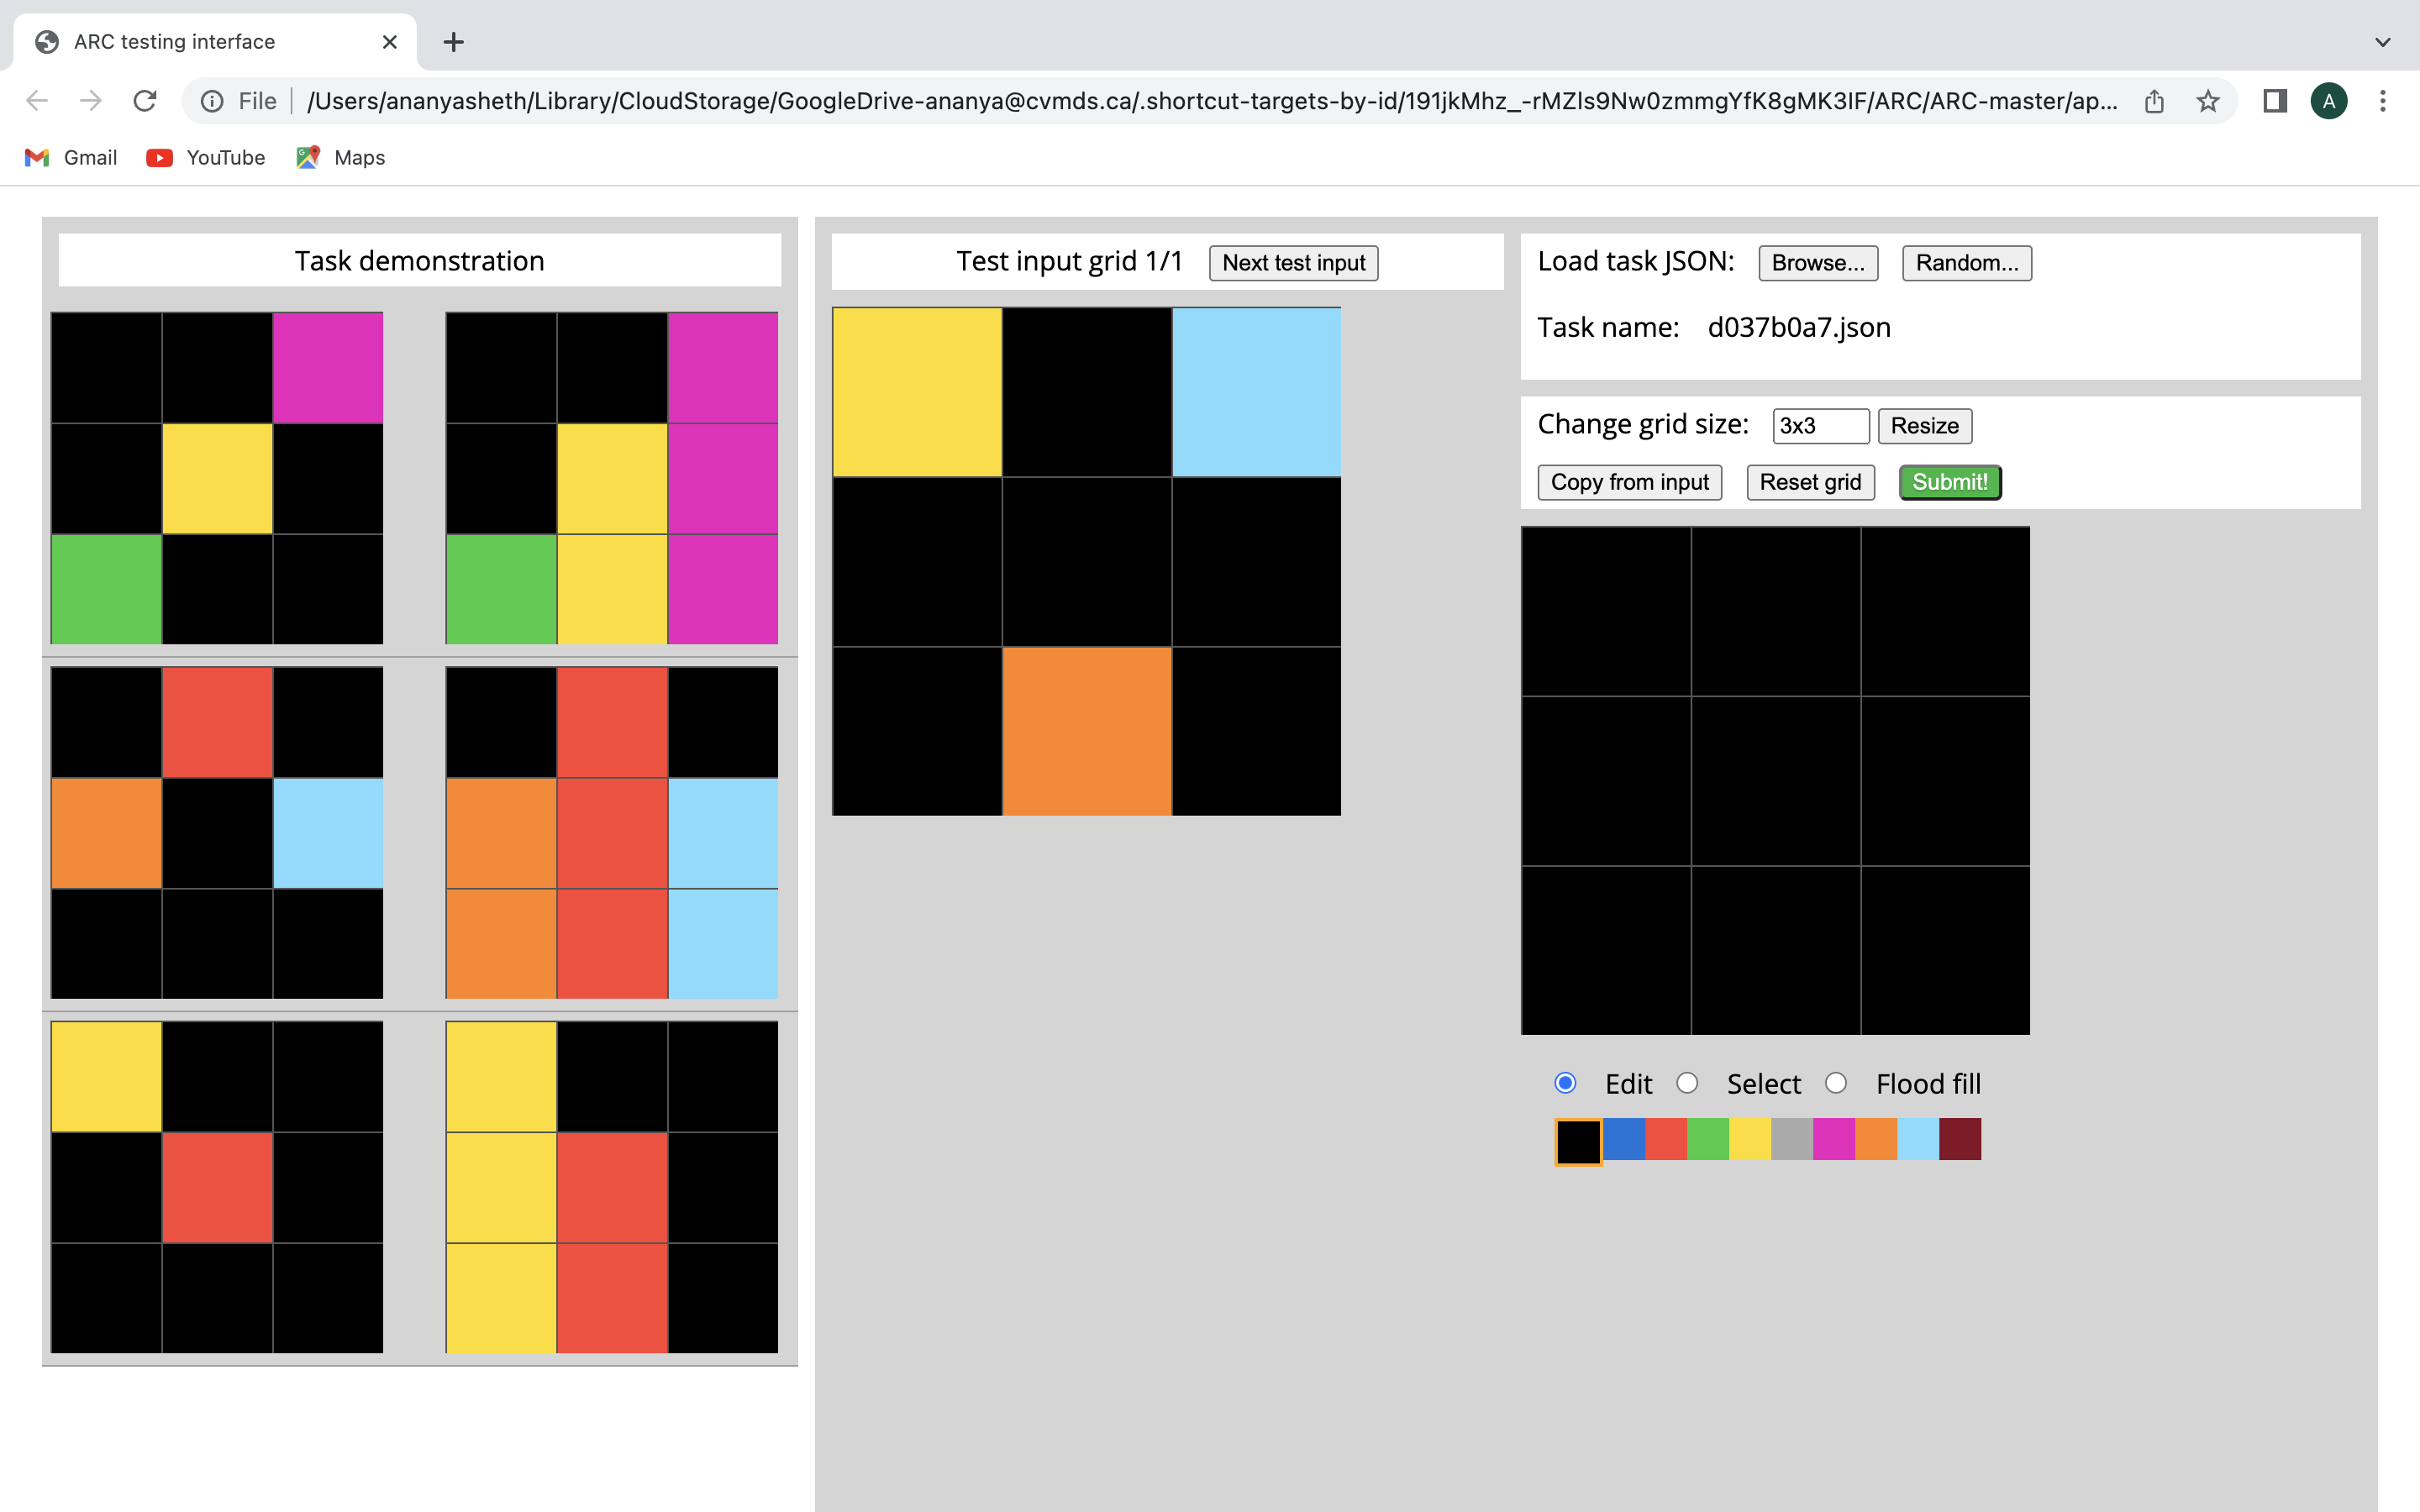 ARC testing interface
File /Users/ananyasheth/Library/CloudStorage/GoogleDrive-ananya@cvmds.ca/.shortcut-targets-by-id/191jkMhz_-rMZls9Nw0zmmgYfK8gMK3IF/ARC/ARC-master/ap... A
Gmail YouTube Maps
Task demonstration
Test input grid 1/1 Next test input
Load task JSON: Browse... Random...
Task name: d037b0a7.json
Change grid size: 3x3 Resize
Copy from input Reset grid Submit!
Edit Select Flood fill